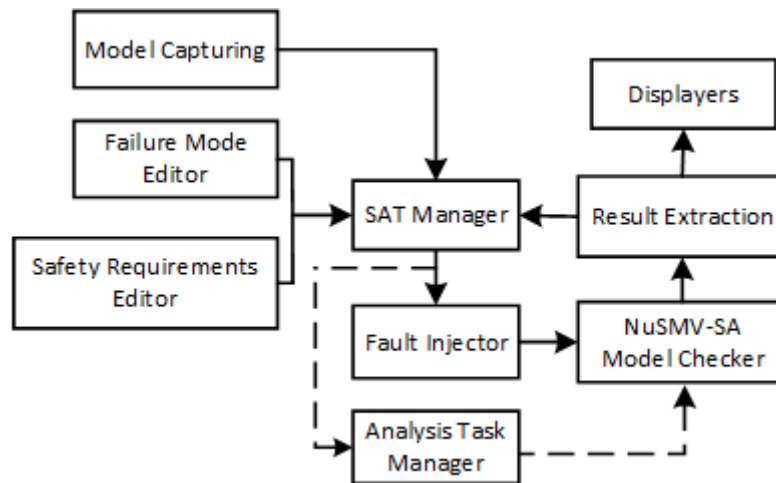 Model Capturing
Displayers
Failure Mode
Editor
SAT Manager
Result Extraction
Safety Requirements
Editor
Fault Injector
NuSMV-SA
Model Checker
Analysis Task
Manager